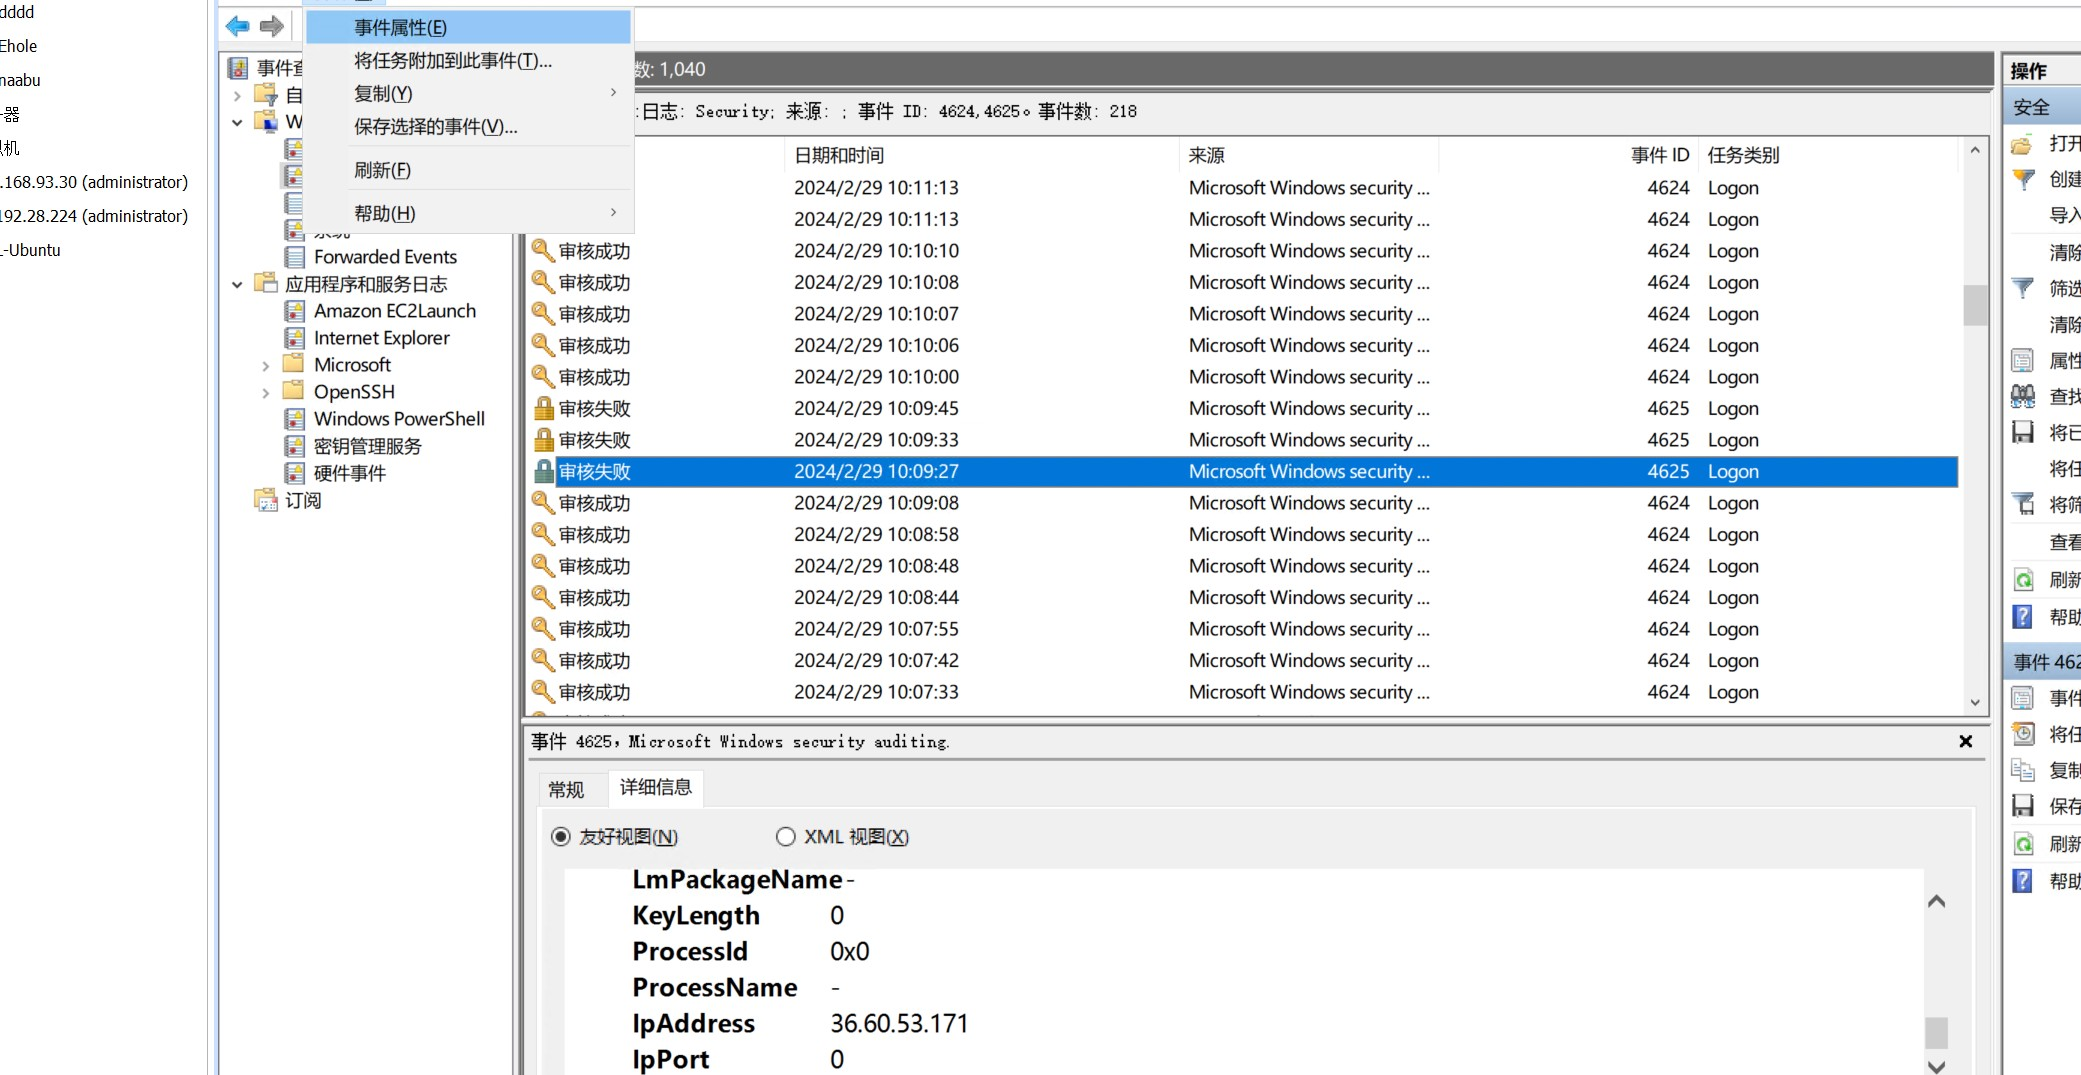 dddd
Ehole
naabu
器
机
.168.93.30 (administrator)
192.28.224 (administrator)
-Ubuntu
事件属性(E)
将任务附加到此事件(T)...
复制(Y)
保存选择的事件(V)...
刷新(F)
帮助(H)
事件查
自
W
Forwarded Events
应用程序和服务日志
Amazon EC2Launch
Internet Explorer
Microsoft
OpenSSH
Windows PowerShell
密钥管理服务
硬件事件
订阅
数: 1,040
:日志: Security; 来源: ; 事件 ID: 4624,4625。事件数: 218
日期和时间 来源 事件 ID 任务类别
2024/2/29 10:11:13 Microsoft Windows security ... 4624 Logon
2024/2/29 10:11:13 Microsoft Windows security ... 4624 Logon
审核成功 2024/2/29 10:10:10 Microsoft Windows security ... 4624 Logon
审核成功 2024/2/29 10:10:08 Microsoft Windows security ... 4624 Logon
审核成功 2024/2/29 10:10:07 Microsoft Windows security ... 4624 Logon
审核成功 2024/2/29 10:10:06 Microsoft Windows security ... 4624 Logon
审核成功 2024/2/29 10:10:00 Microsoft Windows security ... 4624 Logon
审核失败 2024/2/29 10:09:45 Microsoft Windows security ... 4625 Logon
审核失败 2024/2/29 10:09:33 Microsoft Windows security ... 4625 Logon
审核失败 2024/2/29 10:09:27 Microsoft Windows security ... 4625 Logon
审核成功 2024/2/29 10:09:08 Microsoft Windows security ... 4624 Logon
审核成功 2024/2/29 10:08:58 Microsoft Windows security ... 4624 Logon
审核成功 2024/2/29 10:08:48 Microsoft Windows security ... 4624 Logon
审核成功 2024/2/29 10:08:44 Microsoft Windows security ... 4624 Logon
审核成功 2024/2/29 10:07:55 Microsoft Windows security ... 4624 Logon
审核成功 2024/2/29 10:07:42 Microsoft Windows security ... 4624 Logon
审核成功 2024/2/29 10:07:33 Microsoft Windows security ... 4624 Logon
事件 4625，Microsoft Windows security auditing.
常规 详细信息
友好视图(N) XML 视图(X)
LmPackageName -
KeyLength 0
ProcessId 0x0
ProcessName -
IpAddress 36.60.53.171
IpPort 0
操作
安全
打开
创建
导入
清除
筛选
清除
属性
查找
将已
将任
将筛
查看
刷新
帮助
事件 462
事件
将任
复制
保存
刷新
帮助